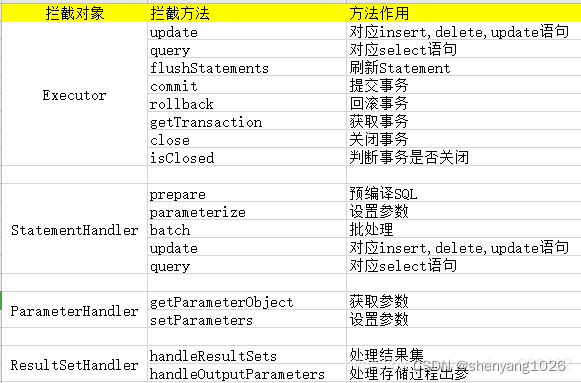 拦截对象 拦截方法 方法作用
Executor
update 对应insert,delete,update语句
query 对应select语句
flushStatements 刷新Statement
commit 提交事务
rollback 回滚事务
getTransaction 获取事务
close 关闭事务
isClosed 判断事务是否关闭
StatementHandler
prepare 预编译SQL
parameterize 设置参数
batch 批处理
update 对应insert,delete,update语句
query 对应select语句
ParameterHandler
getParameterObject 获取参数
setParameters 设置参数
ResultSetHandler
handleResultSets 处理结果集
handleOutputParameters 处理存储过程出参
CSDN @shenyang1026